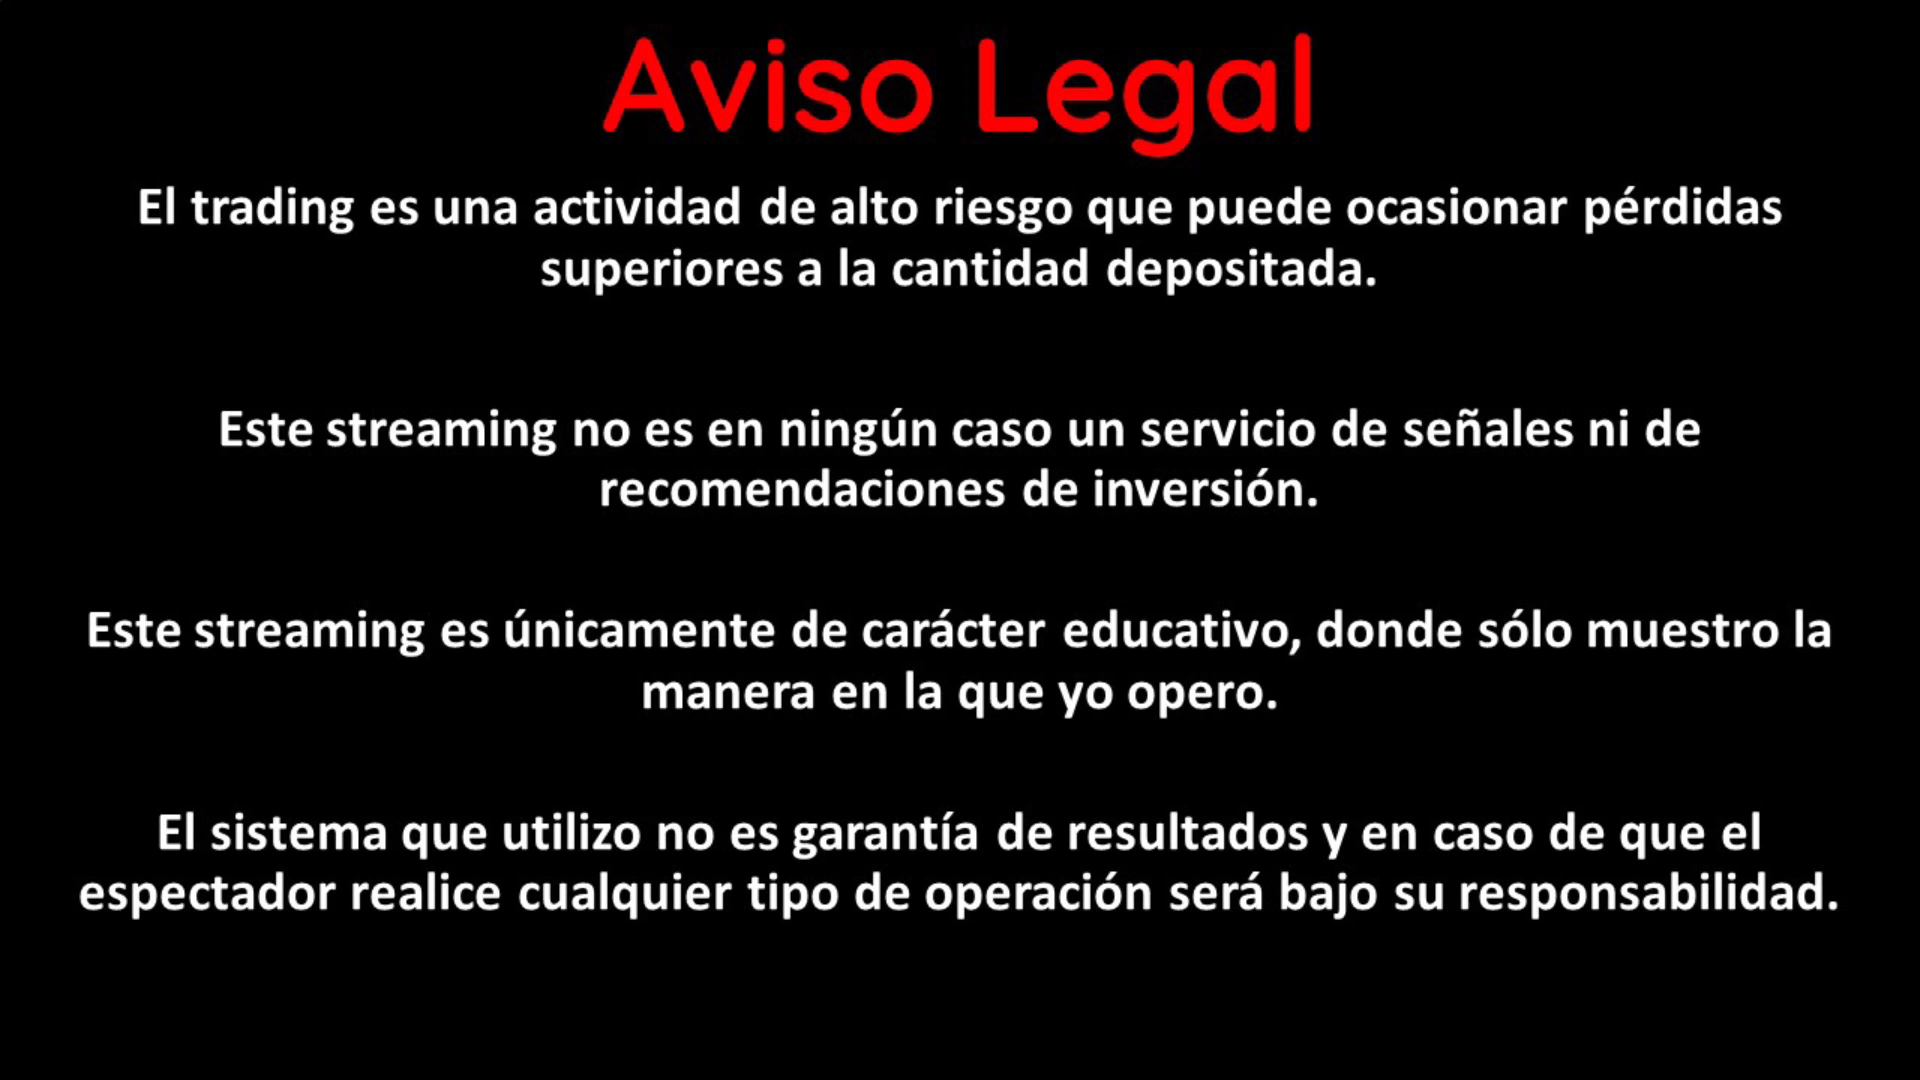 Aviso Legal
El trading es una actividad de alto riesgo que puede ocasionar pérdidas
superiores a la cantidad depositada.
Este streaming no es en ningún caso un servicio de señales ni de
recomendaciones de inversión.
Este streaming es únicamente de carácter educativo, donde sólo muestro la
manera en la que yo opero.
El sistema que utilizo no es garantía de resultados y en caso de que el
espectador realice cualquier tipo de operación será bajo su responsabilidad.